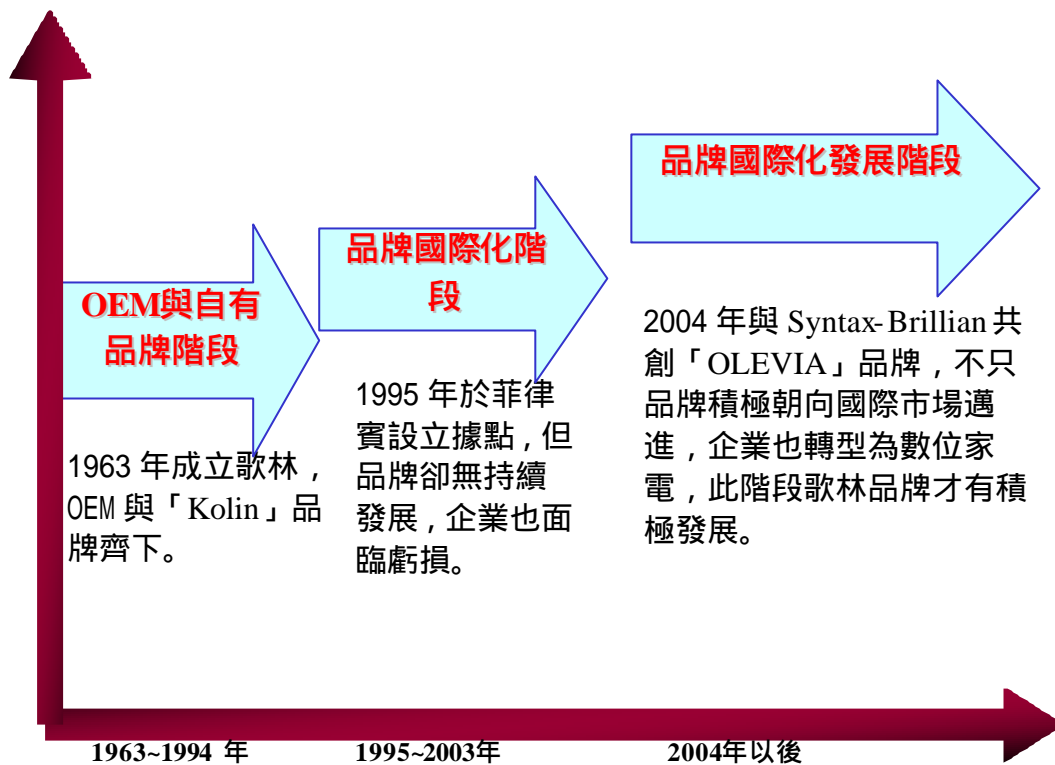 OEM與自有
品牌階段
1963 年成立歌林，
OEM 與「Kolin」品
牌齊下。
品牌國際化階
段
1995 年於菲律
賓設立據點，但
品牌卻無持續
發展，企業也面
臨虧損。
品牌國際化發展階段
2004 年與 Syntax-Brillian 共
創「OLEVIA」品牌，不只
品牌積極朝向國際市場邁
進，企業也轉型為數位家
電，此階段歌林品牌才有積
極發展。
1963~1994 年
1995~2003年
2004年以後